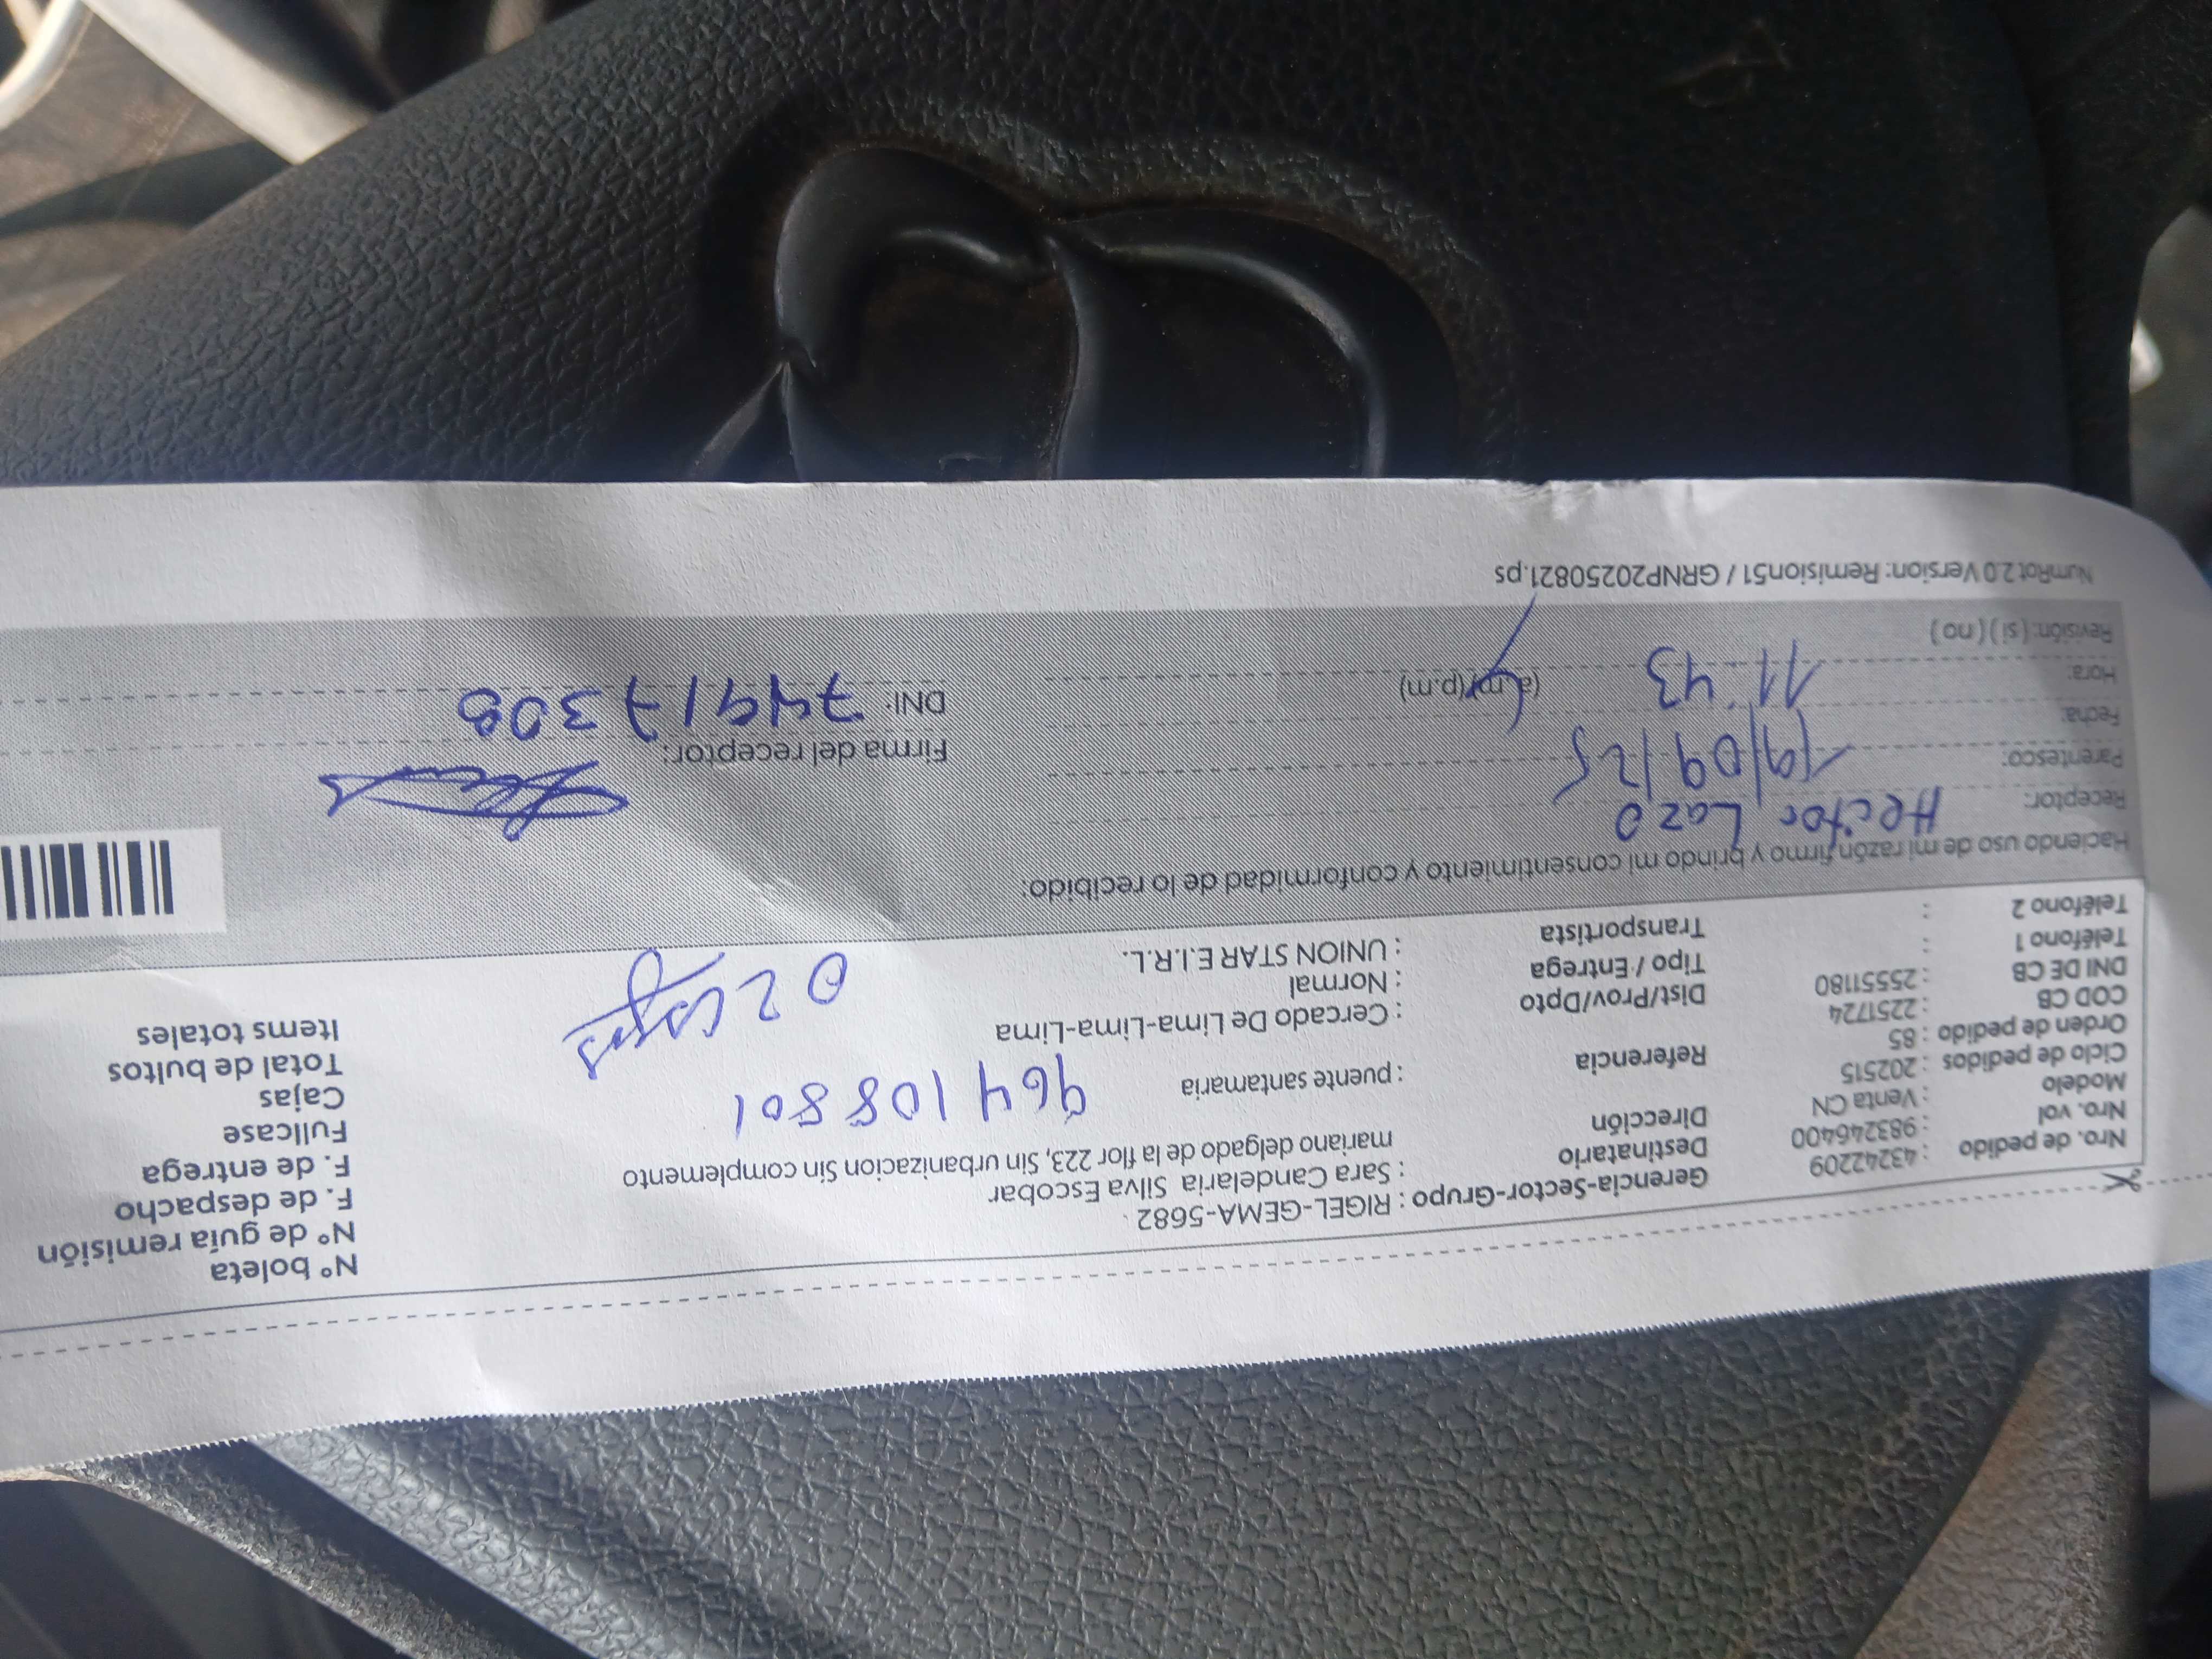 N° boleta
N° de guía remisión
F. de despacho
F. de entrega
Fullcase
Cajas
Total de bultos
Items totales
Gerencia-Sector-Grupo : RIGEL-GEMA-5682
Destinatario : Sara Candelaria Silva Escobar
Dirección mariano delgado de la flor 223, Sin urbanizacion Sin complemento
Referencia : puente santamaria
964 108 801
Dist/Prov/Dpto : Cercado De Lima-Lima-Lima
Tipo / Entrega : Normal
Transportista : UNION STAR E.I.R.L.
02 cajas
Nro. de pedido : 43242209
Nro. vol : 983246400
Modelo : Venta CN
Ciclo de pedidos : 202515
Orden de pedido : 85
COD CB : 2251724
DNI DE CB : 25551180
Teléfono 1 :
Teléfono 2 :
Haciendo uso de mi razón firmo y brindo mi consentimiento y conformidad de lo recibido:
Receptor: Hector Lazo
Parentesco:
Fecha: 19/09/25
Hora: 11:43 (a.m)(p.m)
Revisión: (si) (no)
Firma del receptor:
DNI: 74917308
NumRot 2.0 Version: Remision51 / GRNP20250821.ps